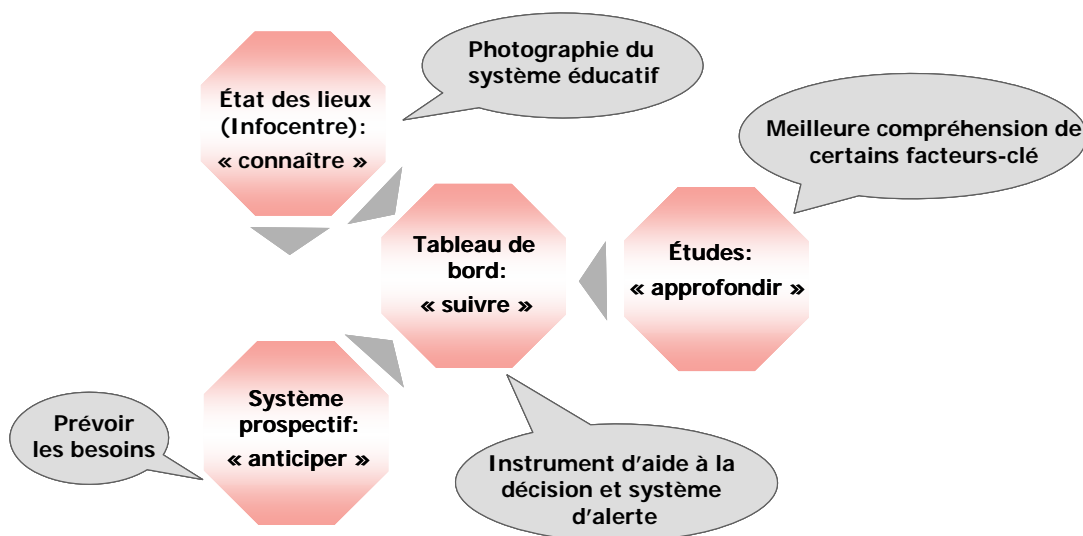 Photographie du
système éducatif
État des lieux
(Infocentre):
« connaître »
Meilleure compréhension de
certains facteurs-clé
Tableau de
bord:
« suivre »
Études:
« approfondir »
Système
prospectif:
« anticiper »
Prévoir
les besoins
Instrument d’aide à la
décision et système
d’alerte